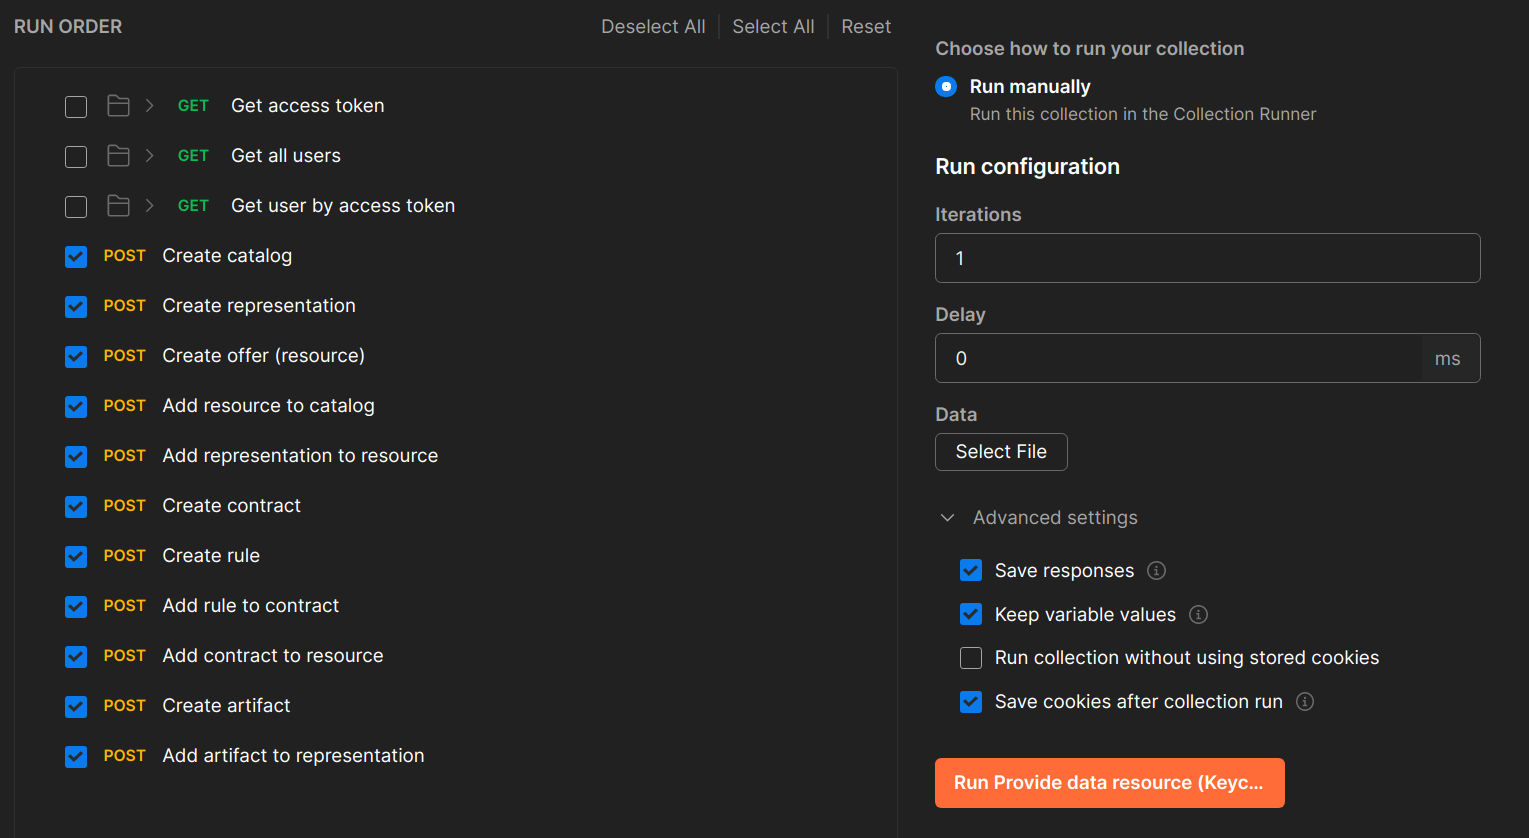 RUN ORDER
Deselect All
Select All
Reset
GET Get access token
GET Get all users
GET Get user by access token
POST Create catalog
POST Create representation
POST Create offer (resource)
POST Add resource to catalog
POST Add representation to resource
POST Create contract
POST Create rule
POST Add rule to contract
POST Add contract to resource
POST Create artifact
POST Add artifact to representation
Choose how to run your collection
Run manually
Run this collection in the Collection Runner
Run configuration
Iterations
1
Delay
0 ms
Data
Select File
Advanced settings
Save responses
Keep variable values
Run collection without using stored cookies
Save cookies after collection run
Run Provide data resource (Keyc...